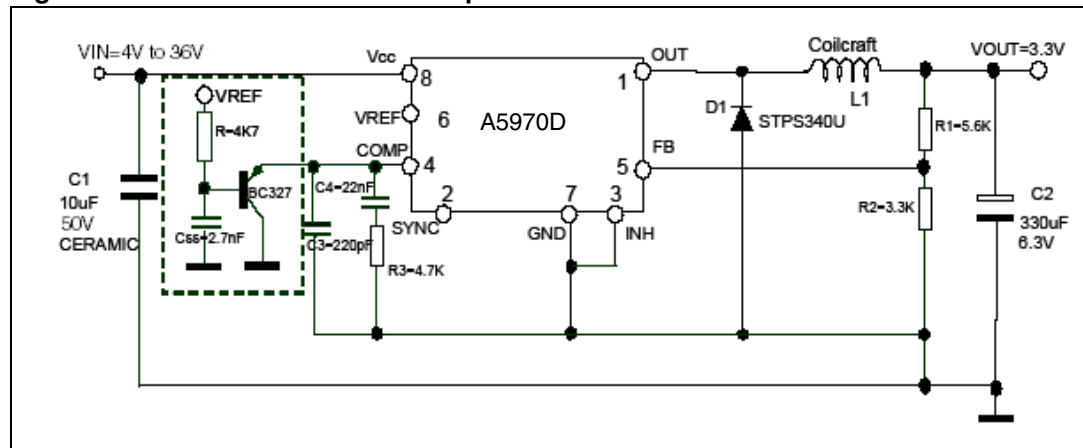 VIN=4V to 36V
Vcc
8
OUT
1
Coilcraft
L1
VOUT=3.3V
VREF
R=4K7
VREF
6
A5970D
D1
STPS340U
R1=5.6K
COMP
4
FB
5
BC327
C1
10uF
50V
CERAMIC
Css=2.7nF
C4=22nF
C3=220pF
SYNC
2
R3=4.7K
7
GND
3
INH
R2=3.3K
C2
330uF
6.3V